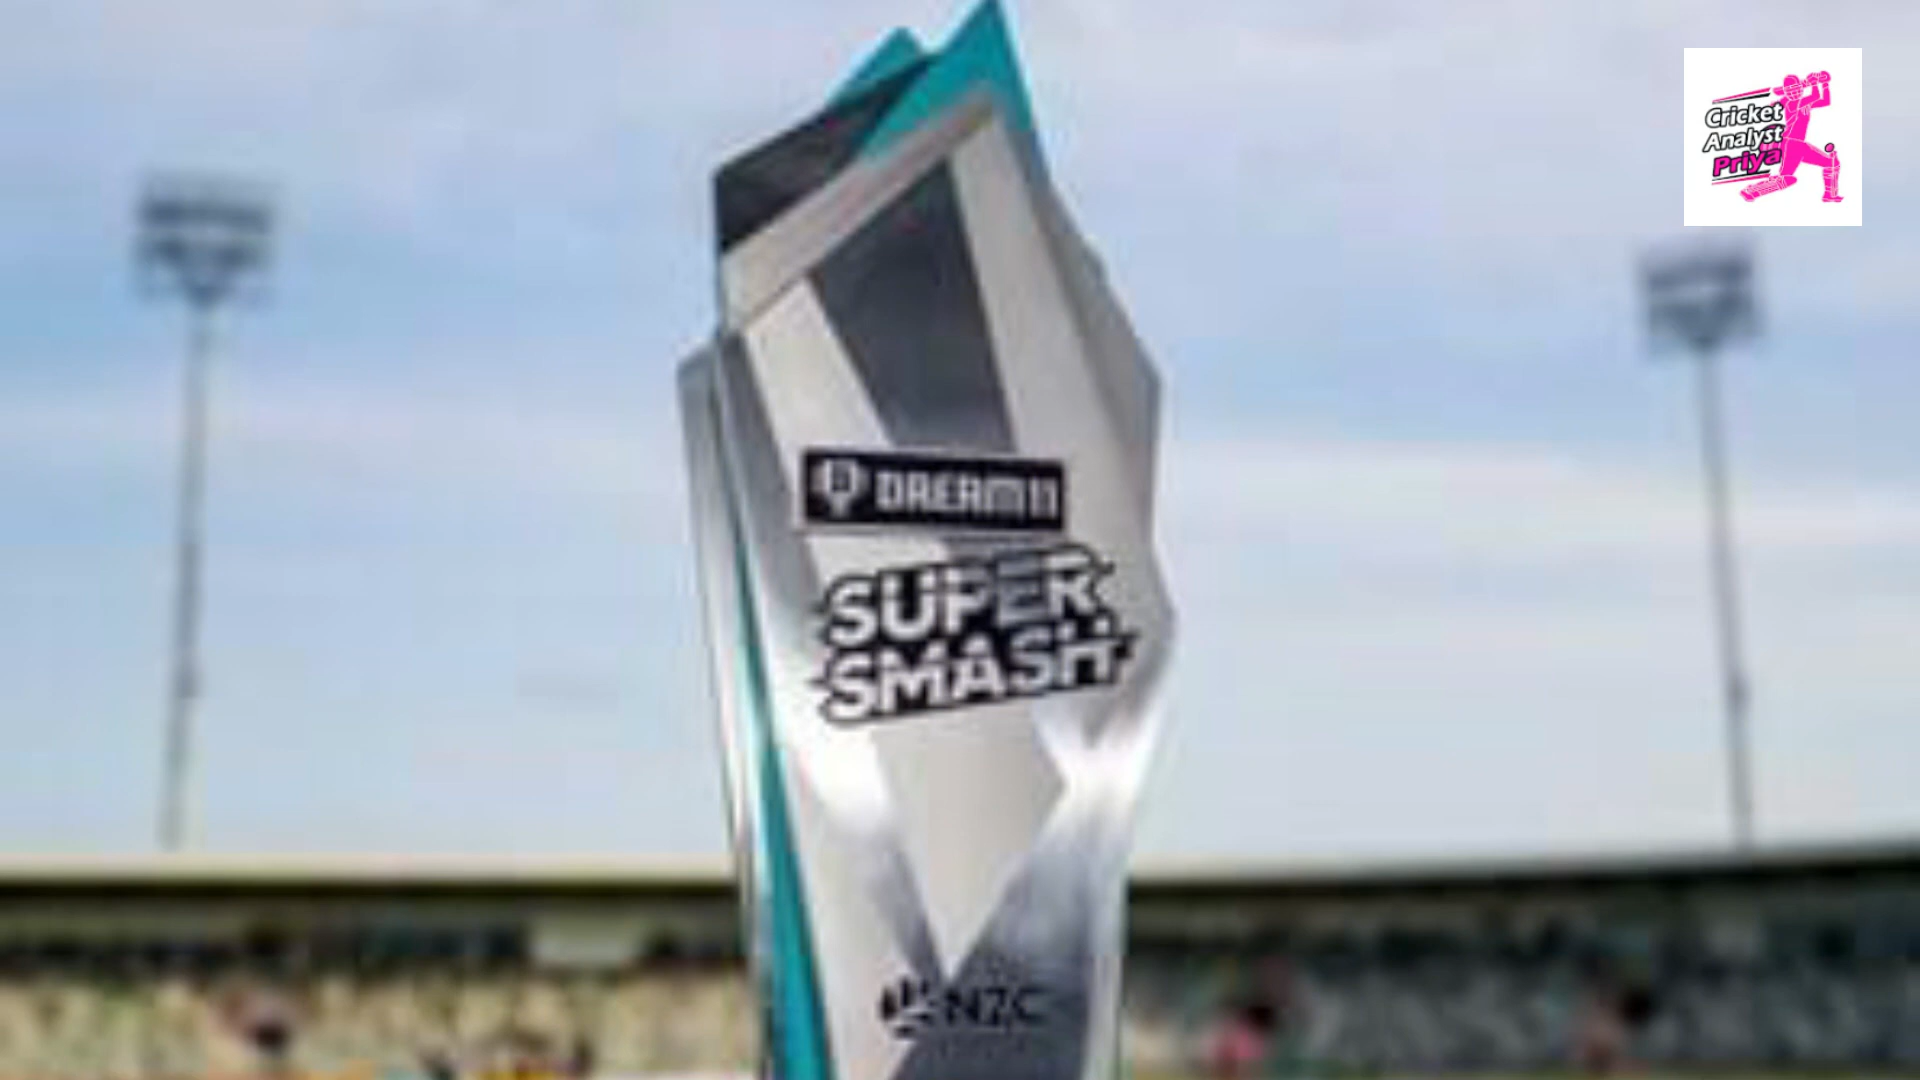 Cricket
Analyst
Priya
DREAM11
SUPER
SMASH
NZC